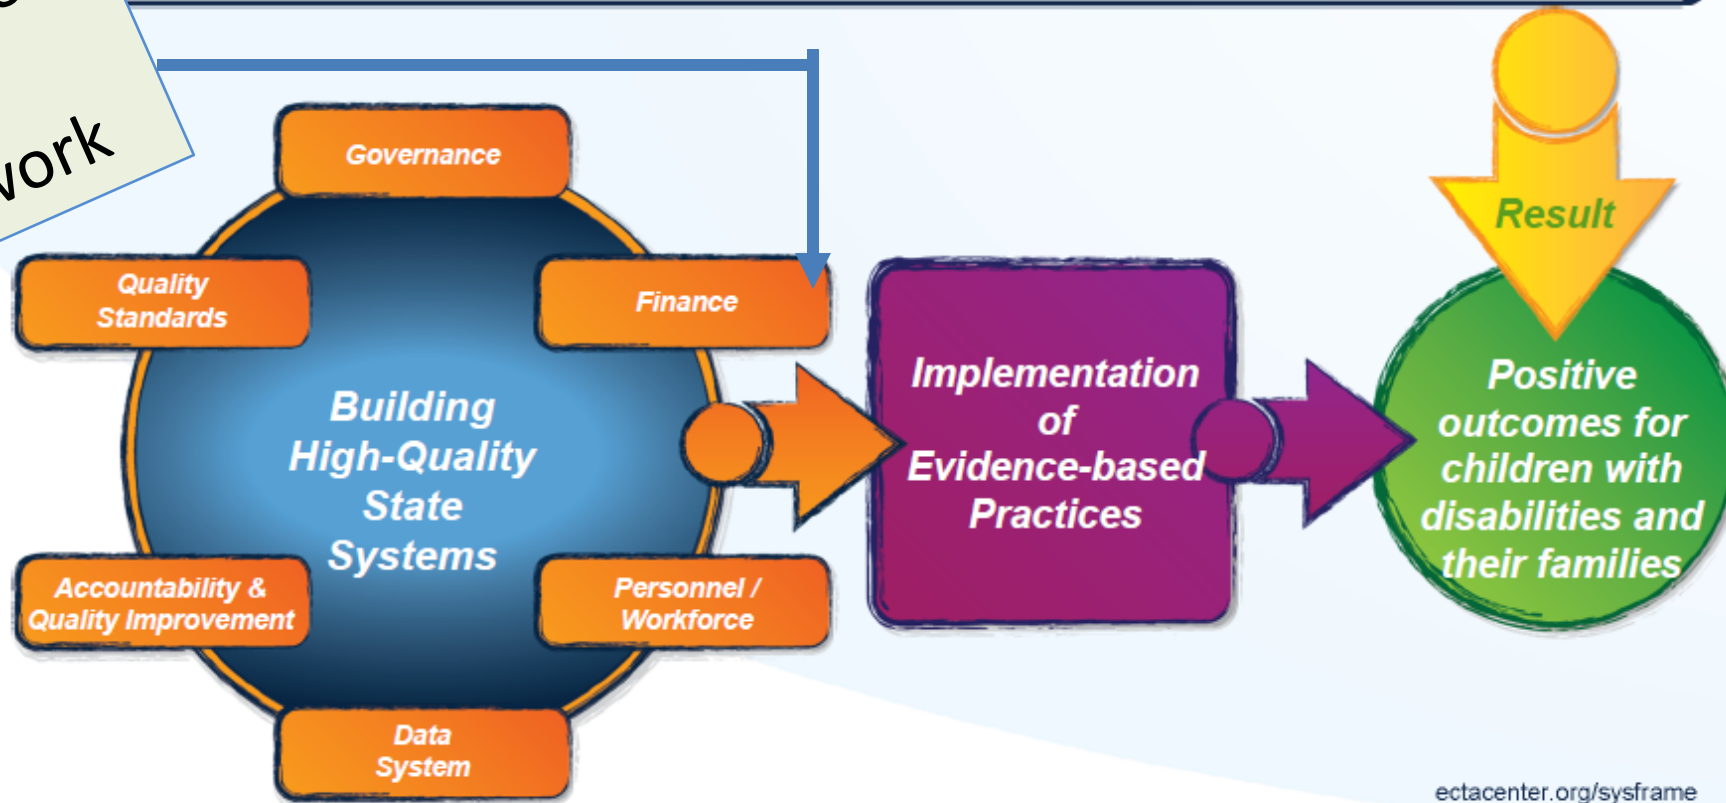 Governance
Quality
Standards
Finance
Building
High-Quality
State
Systems
Accountability &
Quality Improvement
Personnel /
Workforce
Data
System
Implementation
of
Evidence-based
Practices
Result
Positive
outcomes for
children with
disabilities and
their families
ectacenter.org/sysframe